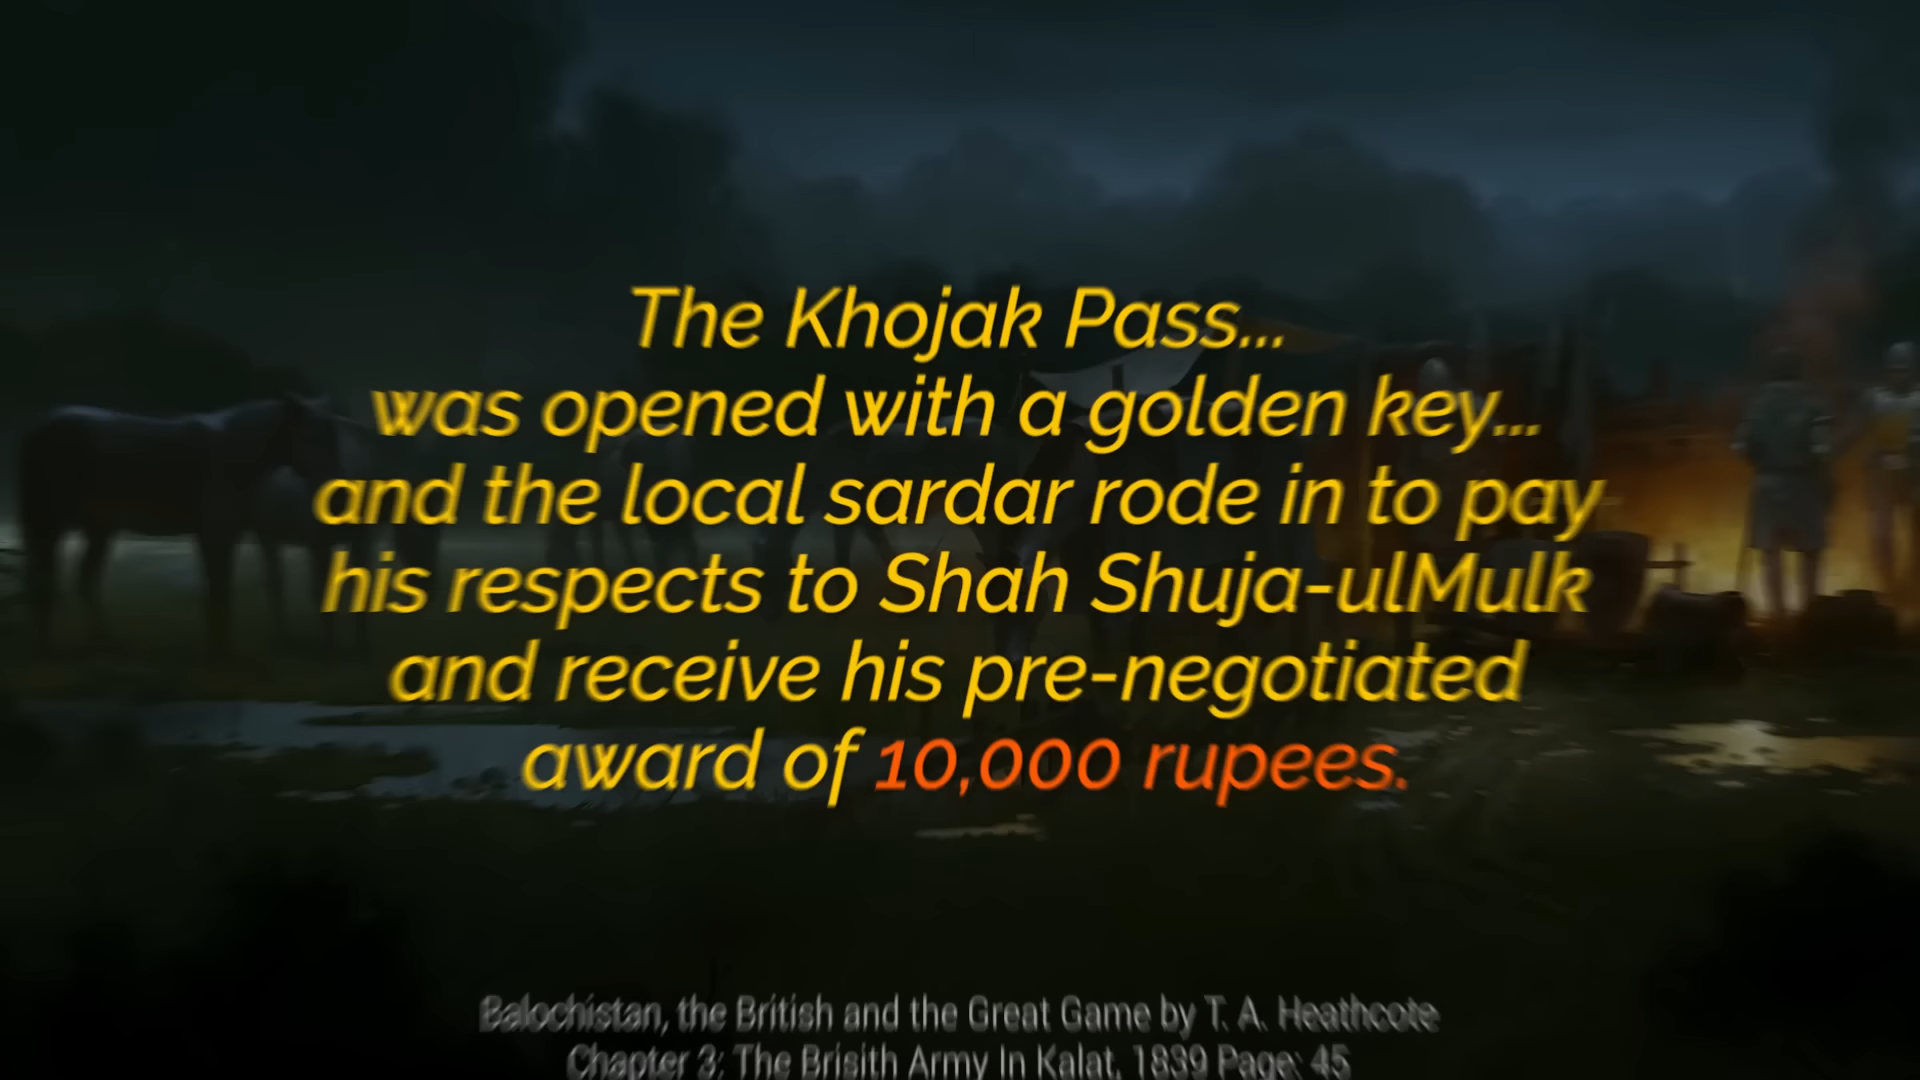 The Khojak Pass...
was opened with a golden key...
and the local sardar rode in to pay
his respects to Shah Shuja-ulMulk
and receive his pre-negotiated
award of 10,000 rupees.
Balochistan, the British and the Great Game by T. A. Heathcote
Chapter 3: The Brisith Army In Kalat, 1839 Page: 45